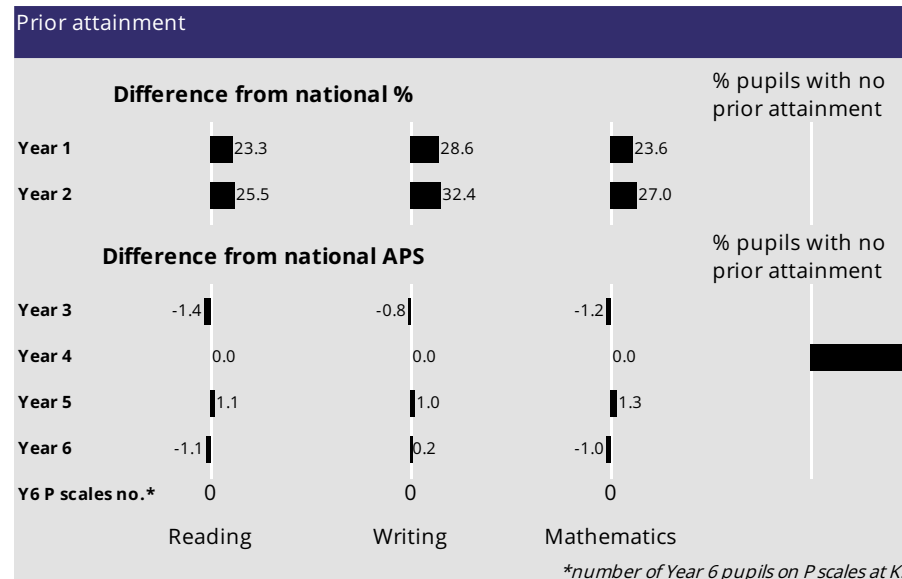 Prior attainment
Difference from national %
% pupils with no
prior attainment
Year 1 23.3 28.6 23.6
Year 2 25.5 32.4 27.0
Difference from national APS
% pupils with no
prior attainment
Year 3 -1.4 -0.8 -1.2
Year 4 0.0 0.0 0.0
Year 5 1.1 1.0 1.3
Year 6 -1.1 0.2 -1.0
Y6 P scales no.* 0 0 0
Reading Writing Mathematics
*number of Year 6 pupils on P scales at K